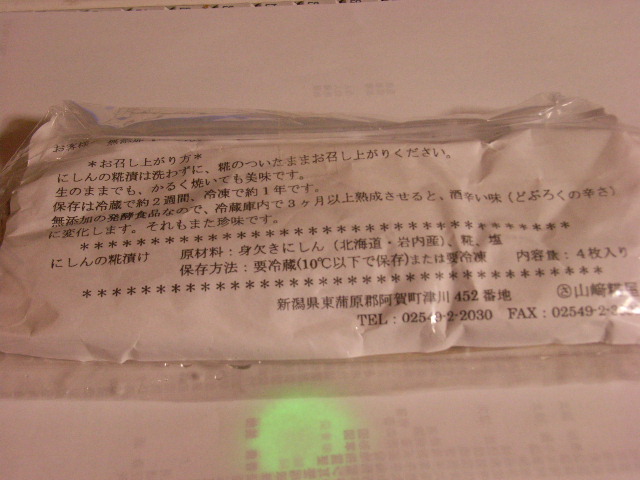 お客様
＊お召し上がり方＊
にしんの糀漬は洗わずに、糀のついたままお召し上がりください。
生のままでも、かるく焼いても美味です。
保存は冷蔵で約２週間、冷凍で約１年です。
無添加の発酵食品なので、冷蔵庫内で３ヶ月以上熟成させると、酒辛い味（どぶろくの辛さ）
に変化します。それもまた珍味です。
＊＊＊＊＊＊＊＊＊＊＊＊＊＊＊＊＊＊＊＊＊＊＊＊＊＊＊＊＊＊
にしんの糀漬け　原材料：身欠きにしん（北海道・岩内産）、糀、塩
保存方法：要冷蔵(10℃以下で保存)または要冷凍　内容量：４枚入り
＊＊＊＊＊＊＊＊＊＊＊＊＊＊＊＊＊＊＊＊＊＊＊＊＊＊＊＊＊＊＊＊
新潟県東蒲原郡阿賀町津川 452 番地　山崎糀屋
TEL：02549-2-2030　FAX：02549-2-